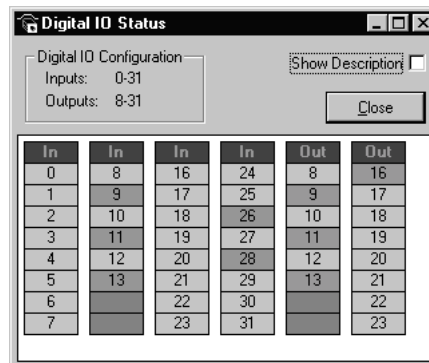 Digital IO Status
Digital IO Configuration
Inputs: 0-31
Outputs: 8-31
Show Description
Close
In In In In Out Out
0 8 16 24 8 16
1 9 17 25 9 17
2 10 18 26 10 18
3 11 19 27 11 19
4 12 20 28 12 20
5 13 21 29 13 21
6 22 30 22
7 23 31 23